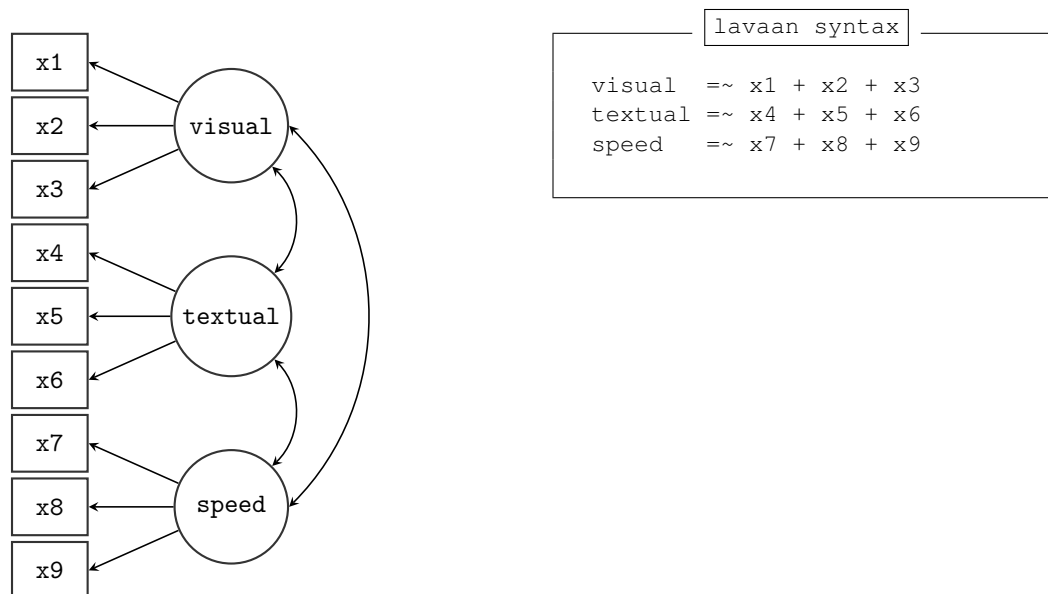 x1
x2
x3
x4
x5
x6
x7
x8
x9
visual
textual
speed
lavaan syntax
visual  =~ x1 + x2 + x3
textual =~ x4 + x5 + x6
speed   =~ x7 + x8 + x9